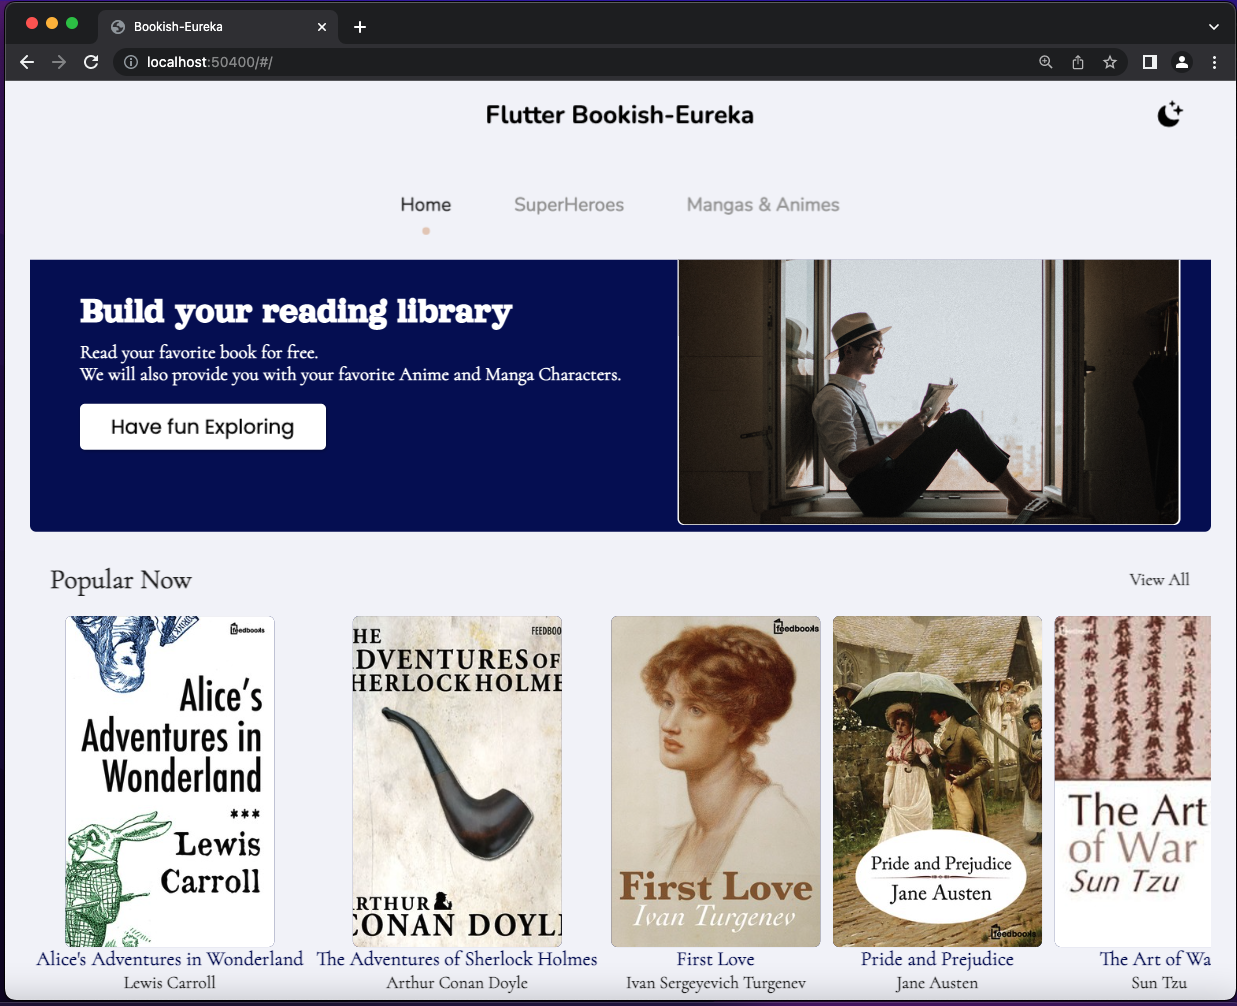 Bookish-Eureka
localhost:50400/#/
Flutter Bookish-Eureka
Home
SuperHeroes
Mangas & Animes
Build your reading library
Read your favorite book for free.
We will also provide you with your favorite Anime and Manga Characters.
Have fun Exploring
Popular Now
View All
feedbooks
Alice's
Adventures in
Wonderland
***
Lewis
Carroll
Alice's Adventures in Wonderland
Lewis Carroll
FEEDBOO
HE
DVENTURES OF
HERLOCK HOLME
RTHUR
CONAN DOYL
The Adventures of Sherlock Holmes
Arthur Conan Doyle
feedbooks
First Love
Ivan Turgenev
First Love
Ivan Sergeyevich Turgenev
Pride and Prejudice
Jane Austen
feedbooks
Pride and Prejudice
Jane Austen
The Art
of War
Sun Tzu
The Art of Wa
Sun Tzu